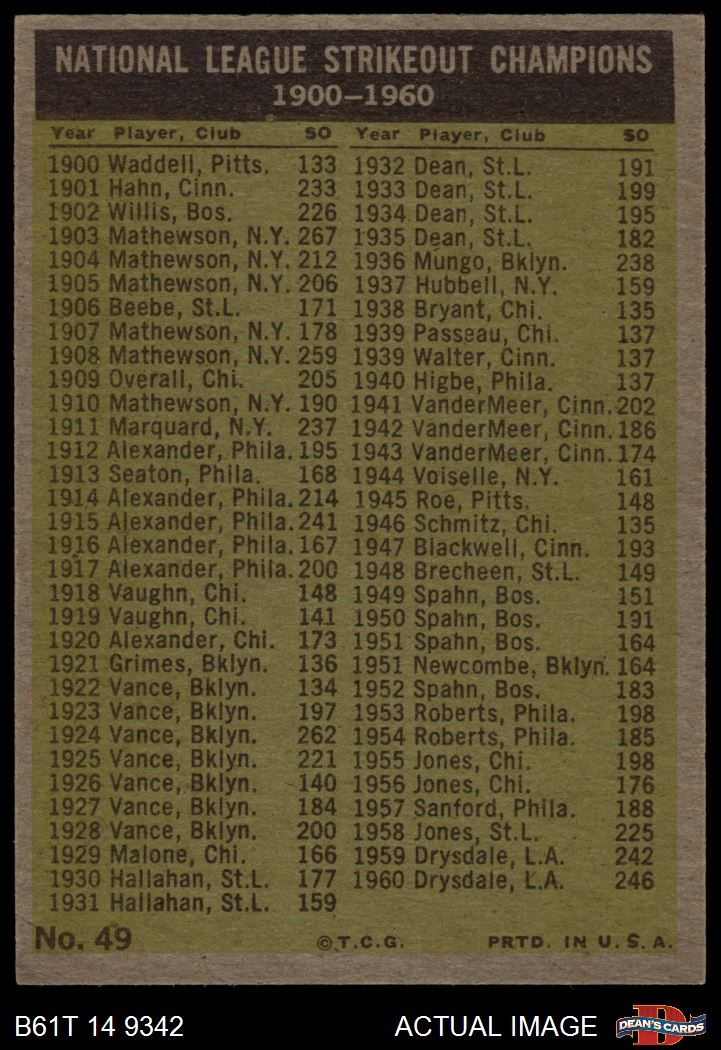 NATIONAL LEAGUE STRIKEOUT CHAMPIONS
1900–1960
Year Player, Club SO
1900 Waddell, Pitts. 133
1901 Hahn, Cinn. 233
1902 Willis, Bos. 226
1903 Mathewson, N.Y. 267
1904 Mathewson, N.Y. 212
1905 Mathewson, N.Y. 206
1906 Beebe, St.L. 171
1907 Mathewson, N.Y. 178
1908 Mathewson, N.Y. 259
1909 Overall, Chi. 205
1910 Mathewson, N.Y. 190
1911 Marquard, N.Y. 237
1912 Alexander, Phila. 195
1913 Seaton, Phila. 168
1914 Alexander, Phila. 214
1915 Alexander, Phila. 241
1916 Alexander, Phila. 167
1917 Alexander, Phila. 200
1918 Vaughn, Chi. 148
1919 Vaughn, Chi. 141
1920 Alexander, Chi. 173
1921 Grimes, Bklyn. 136
1922 Vance, Bklyn. 134
1923 Vance, Bklyn. 197
1924 Vance, Bklyn. 262
1925 Vance, Bklyn. 221
1926 Vance, Bklyn. 140
1927 Vance, Bklyn. 184
1928 Vance, Bklyn. 200
1929 Malone, Chi. 166
1930 Hallahan, St.L. 177
1931 Hallahan, St.L. 159
Year Player, Club SO
1932 Dean, St.L. 191
1933 Dean, St.L. 199
1934 Dean, St.L. 195
1935 Dean, St.L. 182
1936 Mungo, Bklyn. 238
1937 Hubbell, N.Y. 159
1938 Bryant, Chi. 135
1939 Passeau, Chi. 137
1939 Walter, Cinn. 137
1940 Higbe, Phila. 137
1941 VanderMeer, Cinn. 202
1942 VanderMeer, Cinn. 186
1943 VanderMeer, Cinn. 174
1944 Voiselle, N.Y. 161
1945 Roe, Pitts. 148
1946 Schmitz, Chi. 135
1947 Blackwell, Cinn. 193
1948 Brecheen, St.L. 149
1949 Spahn, Bos. 151
1950 Spahn, Bos. 191
1951 Spahn, Bos. 164
1951 Newcombe, Bklyn. 164
1952 Spahn, Bos. 183
1953 Roberts, Phila. 198
1954 Roberts, Phila. 185
1955 Jones, Chi. 198
1956 Jones, Chi. 176
1957 Sanford, Phila. 188
1958 Jones, St.L. 225
1959 Drysdale, L.A. 242
1960 Drysdale, L.A. 246
No. 49 ©T.C.G. PRTD. IN U.S.A.
B61T 14 9342 ACTUAL IMAGE DEAN'S CARDS